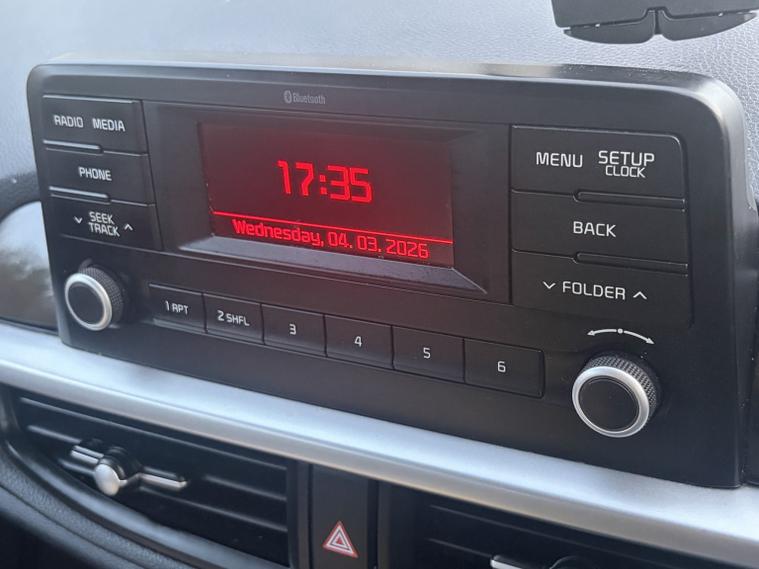 Bluetooth
RADIO MEDIA
PHONE
SEEK
TRACK
17:35
Wednesday, 04. 03. 2026
MENU
SETUP
CLOCK
BACK
FOLDER
1 RPT
2 SHFL
3
4
5
6